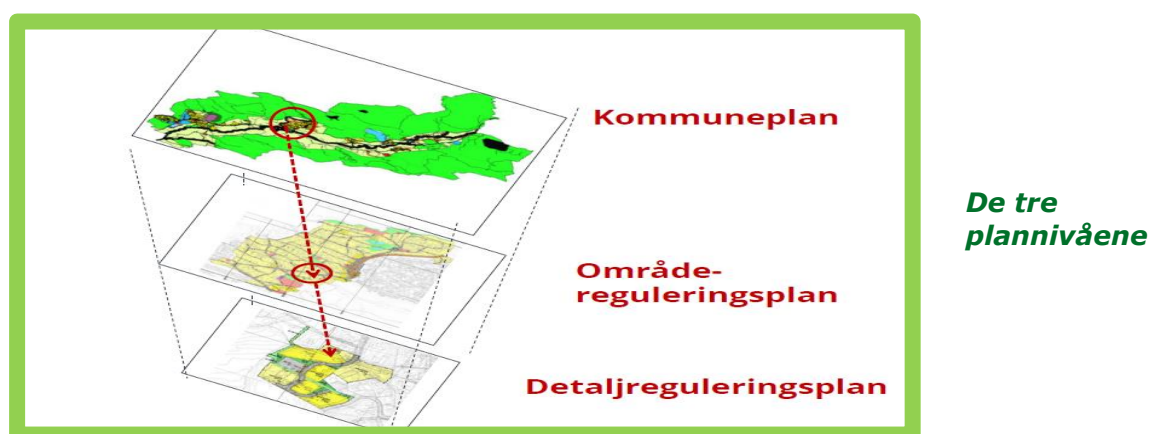 Kommuneplan
Område-
reguleringsplan
Detaljreguleringsplan
De tre
plannivåene